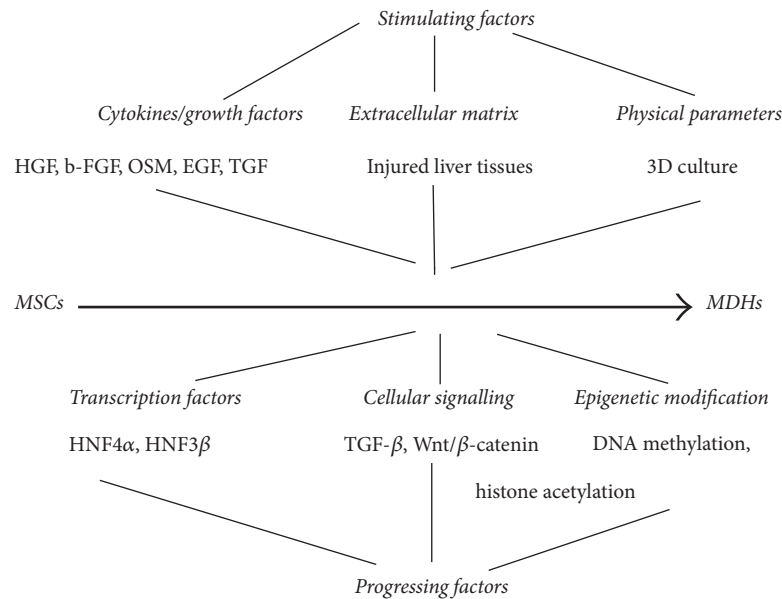 Stimulating factors
Cytokines/growth factors
Extracellular matrix
Physical parameters
HGF, b-FGF, OSM, EGF, TGF
Injured liver tissues
3D culture
MSCs
MDHs
Transcription factors
Cellular signalling
Epigenetic modification
HNF4α, HNF3β
TGF-β, Wnt/β-catenin
DNA methylation,
histone acetylation
Progressing factors